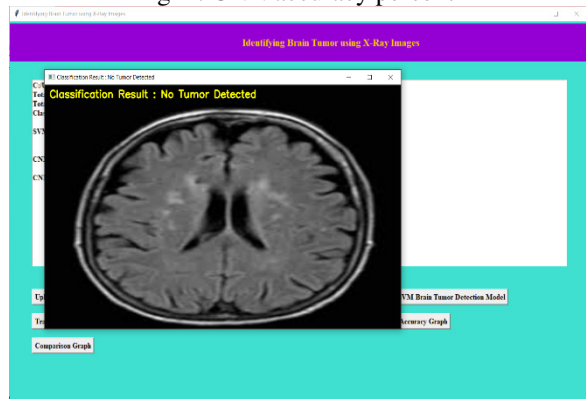 Identifying Brain Tumor using X-Ray Images
Identifying Brain Tumor using X-Ray Images
Classification Result : No Tumor Detected
Classification Result : No Tumor Detected
SVM
VM Brain Tumor Detection Model
Accuracy Graph
Comparison Graph